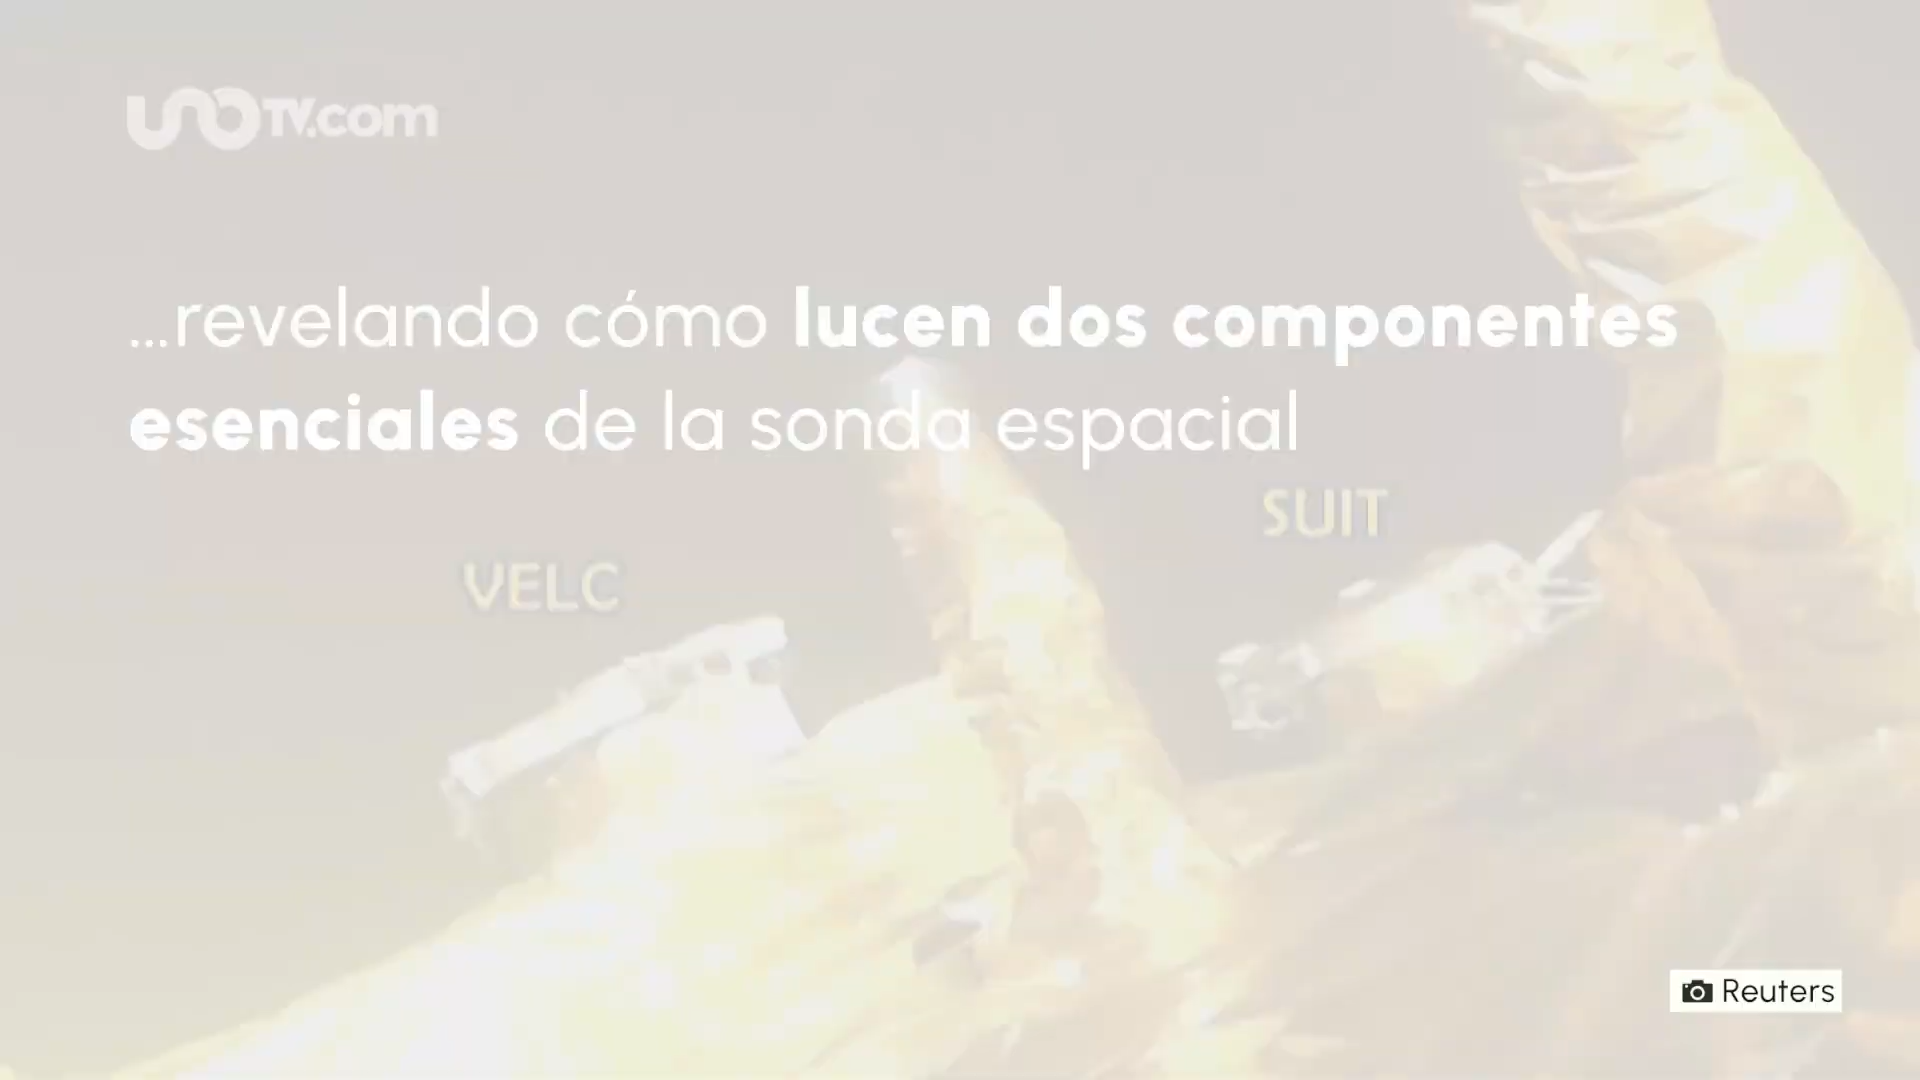 unoTV.com
...revelando cómo lucen dos componentes
esenciales de la sonda espacial
SUIT
VELC
Reuters